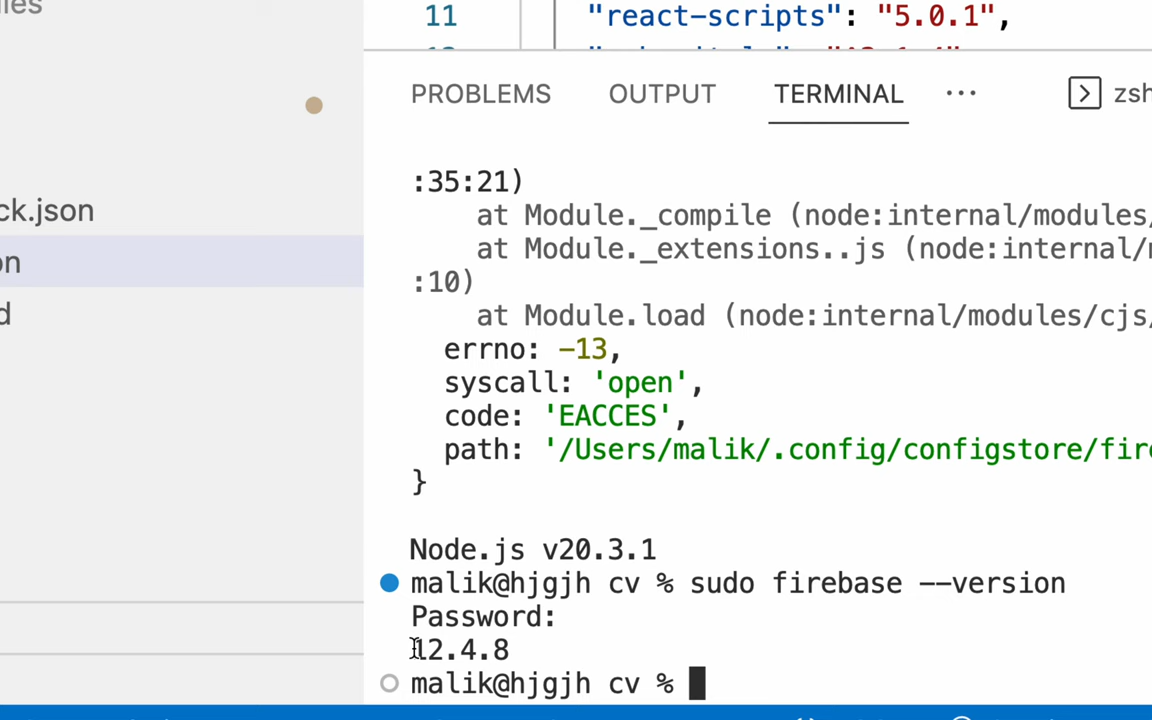 11 "react-scripts": "5.0.1",
PROBLEMS OUTPUT TERMINAL ··· zsh
:35:21)
ck.json
at Module._compile (node:internal/modules/
at Module._extensions..js (node:internal/m
on
:10)
d
at Module.load (node:internal/modules/cjs/
errno: -13,
syscall: 'open',
code: 'EACCES',
path: '/Users/malik/.config/configstore/fire
}
Node.js v20.3.1
malik@hjgjh cv % sudo firebase --version
Password:
12.4.8
malik@hjgjh cv %